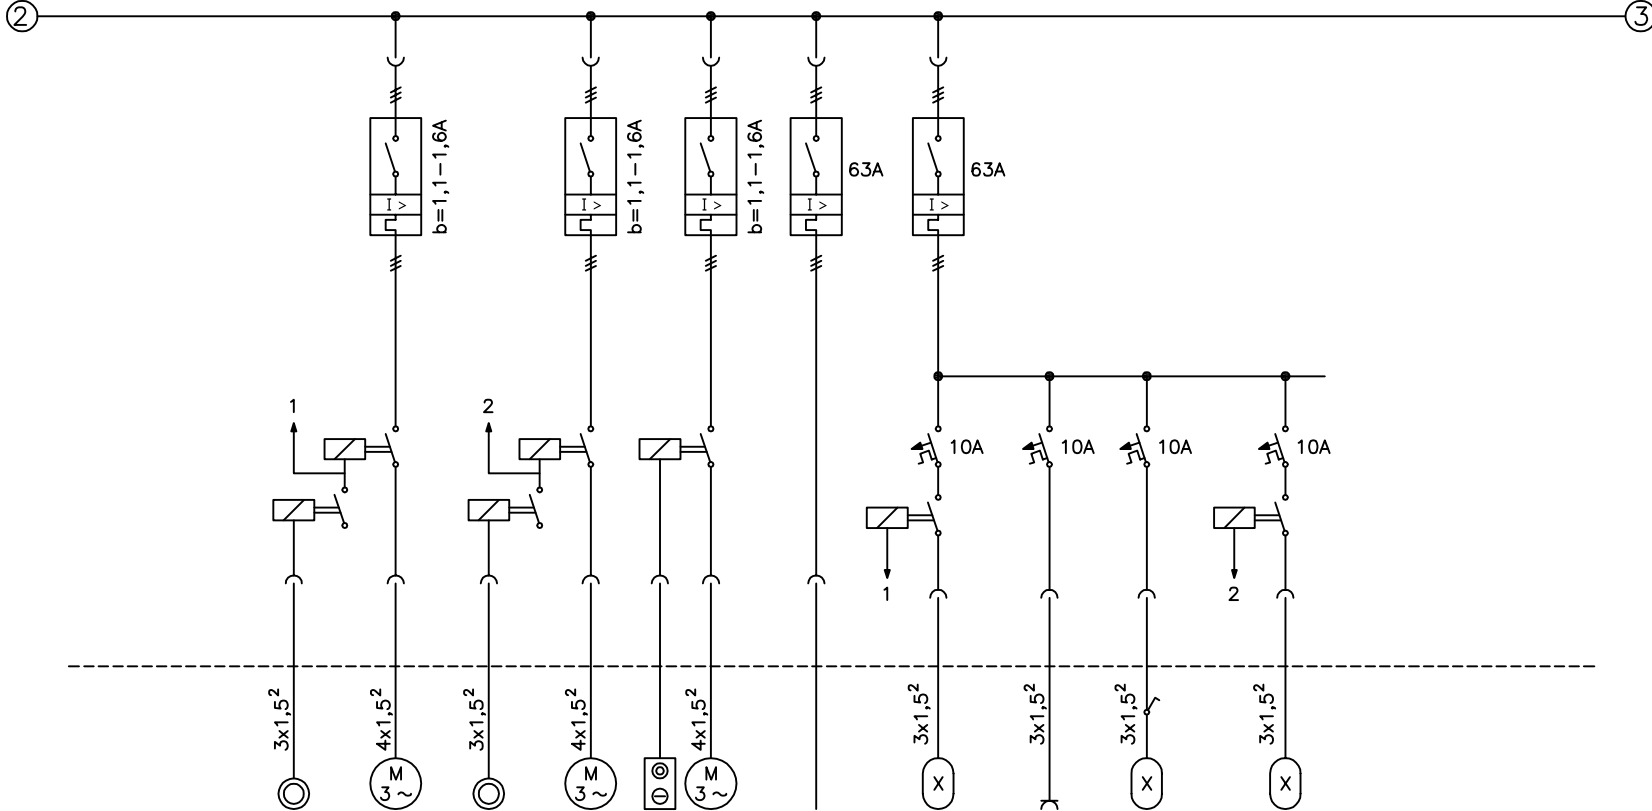 2
3
b=1,1-1,6A
b=1,1-1,6A
b=1,1-1,6A
63A
63A
I >
I >
I >
I >
I >
1
2
10A
10A
10A
10A
1
2
3x1,5²
4x1,5²
3x1,5²
4x1,5²
4x1,5²
3x1,5²
3x1,5²
3x1,5²
3x1,5²
M
3 ~
M
3 ~
M
3 ~
X
X
X